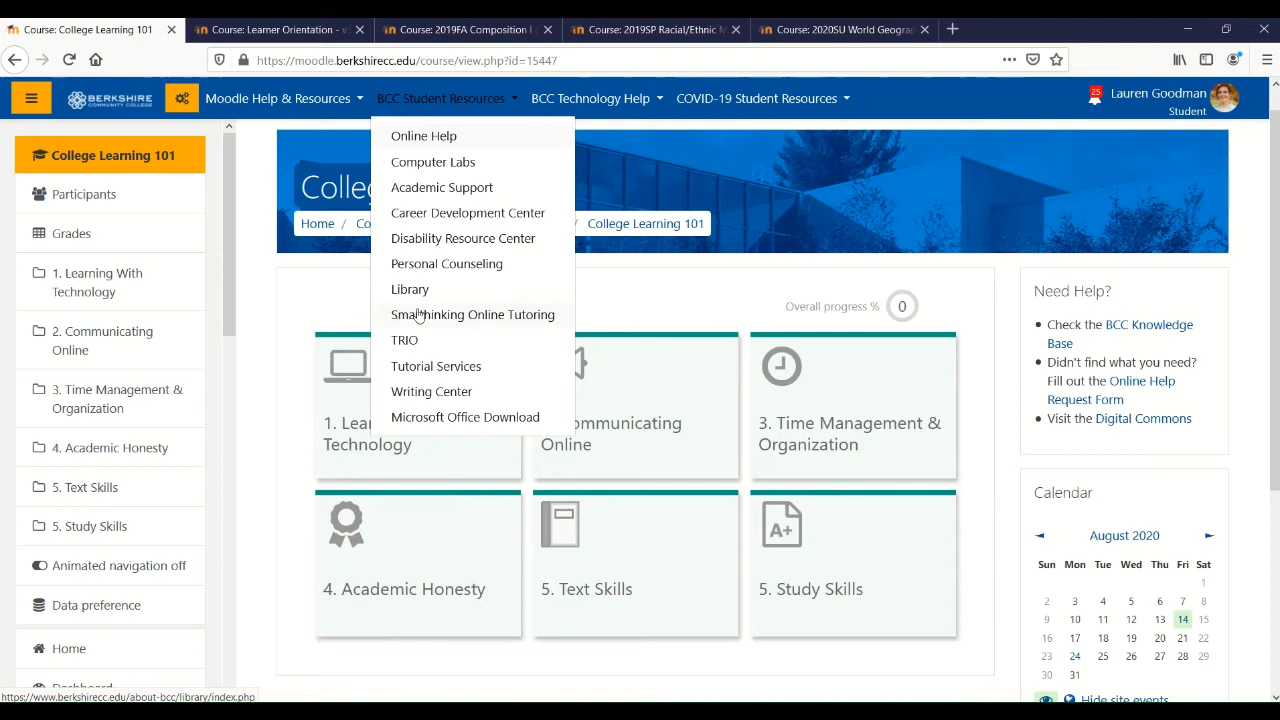 Course: College Learning 101
Course: Learner Orientation - v
Course: 2019FA Composition I
Course: 2019SP Racial/Ethnic M
Course: 2020SU World Geograp
https://moodle.berkshirecc.edu/course/view.php?id=15447
BERKSHIRE
COMMUNITY COLLEGE
Moodle Help & Resources
BCC Student Resources
BCC Technology Help
COVID-19 Student Resources
25
Lauren Goodman
Student
College Learning 101
Participants
Grades
1. Learning With
Technology
2. Communicating
Online
3. Time Management &
Organization
4. Academic Honesty
5. Text Skills
5. Study Skills
Animated navigation off
Data preference
Home
Dashboard
https://www.berkshirecc.edu/about-bcc/library/index.php
Online Help
Computer Labs
Academic Support
Career Development Center
Disability Resource Center
Personal Counseling
Library
Smarthinking Online Tutoring
TRIO
Tutorial Services
Writing Center
Microsoft Office Download
Colle
Home / Co / College Learning 101
Overall progress % 0
1. Lear
Technology
ommunicating
Online
3. Time Management &
Organization
4. Academic Honesty
5. Text Skills
A+
5. Study Skills
Need Help?
Check the BCC Knowledge
Base
Didn't find what you need?
Fill out the Online Help
Request Form
Visit the Digital Commons
Calendar
◄ August 2020 ►
Sun Mon Tue Wed Thu Fri Sat
1
2 3 4 5 6 7 8
9 10 11 12 13 14 15
16 17 18 19 20 21 22
23 24 25 26 27 28 29
30 31
Hide site events